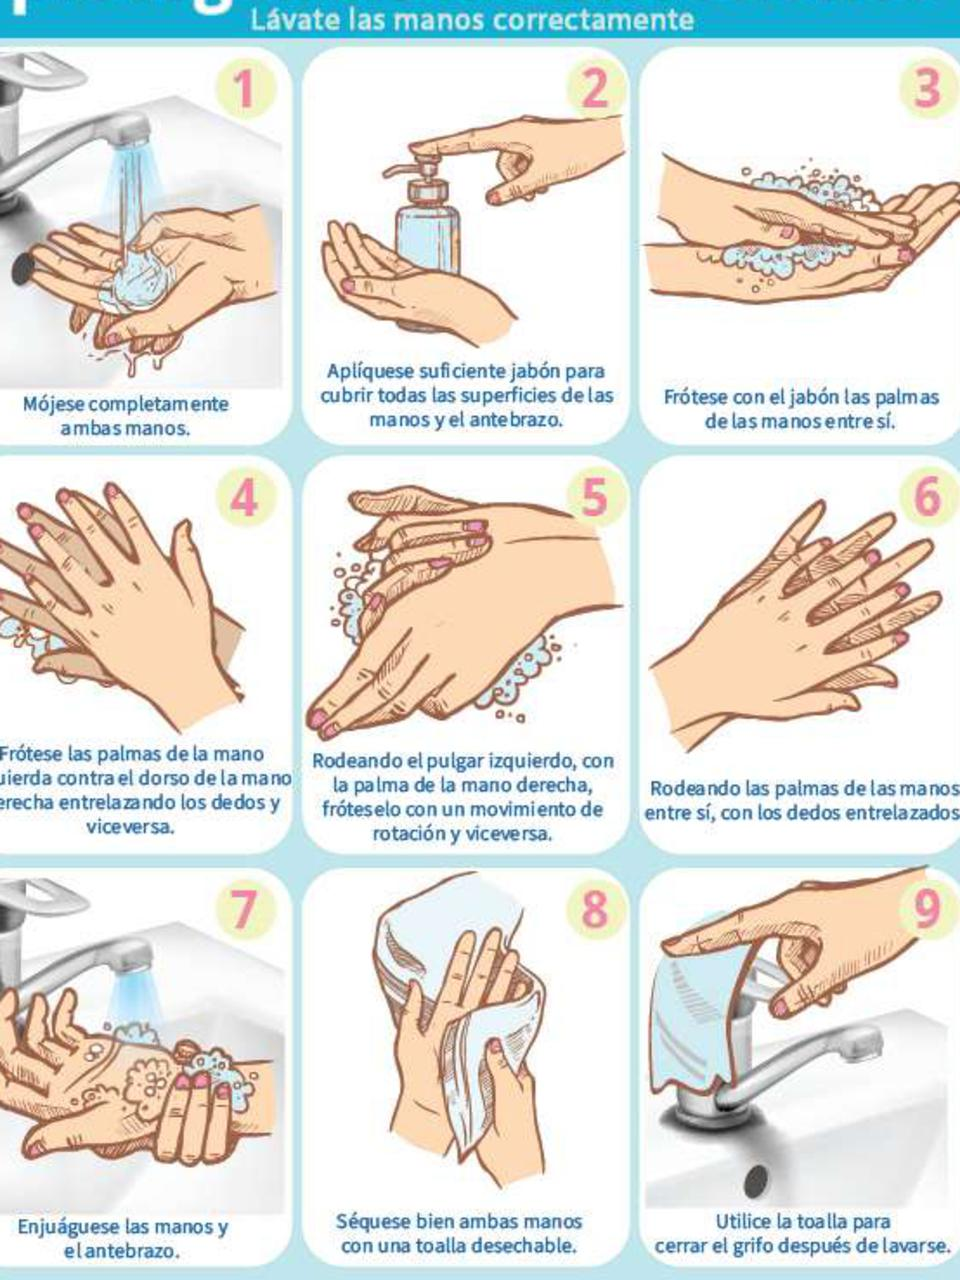 Lávate las manos correctamente
1
Mójese completamente
ambas manos.
2
Aplíquese suficiente jabón para
cubrir todas las superficies de las
manos y el antebrazo.
3
Frótese con el jabón las palmas
de las manos entre sí.
4
Frótese las palmas de la mano
contra el dorso de la mano
entrelazando los dedos y
viceversa.
5
Rodeando el pulgar izquierdo, con
la palma de la mano derecha,
fróteselo con un movimiento de
rotación y viceversa.
6
Rodeando las palmas de las manos
entre sí, con los dedos entrelazados
7
Enjuáguese las manos y
el antebrazo.
8
Séquese bien ambas manos
con una toalla desechable.
9
Utilice la toalla para
cerrar el grifo después de lavarse.